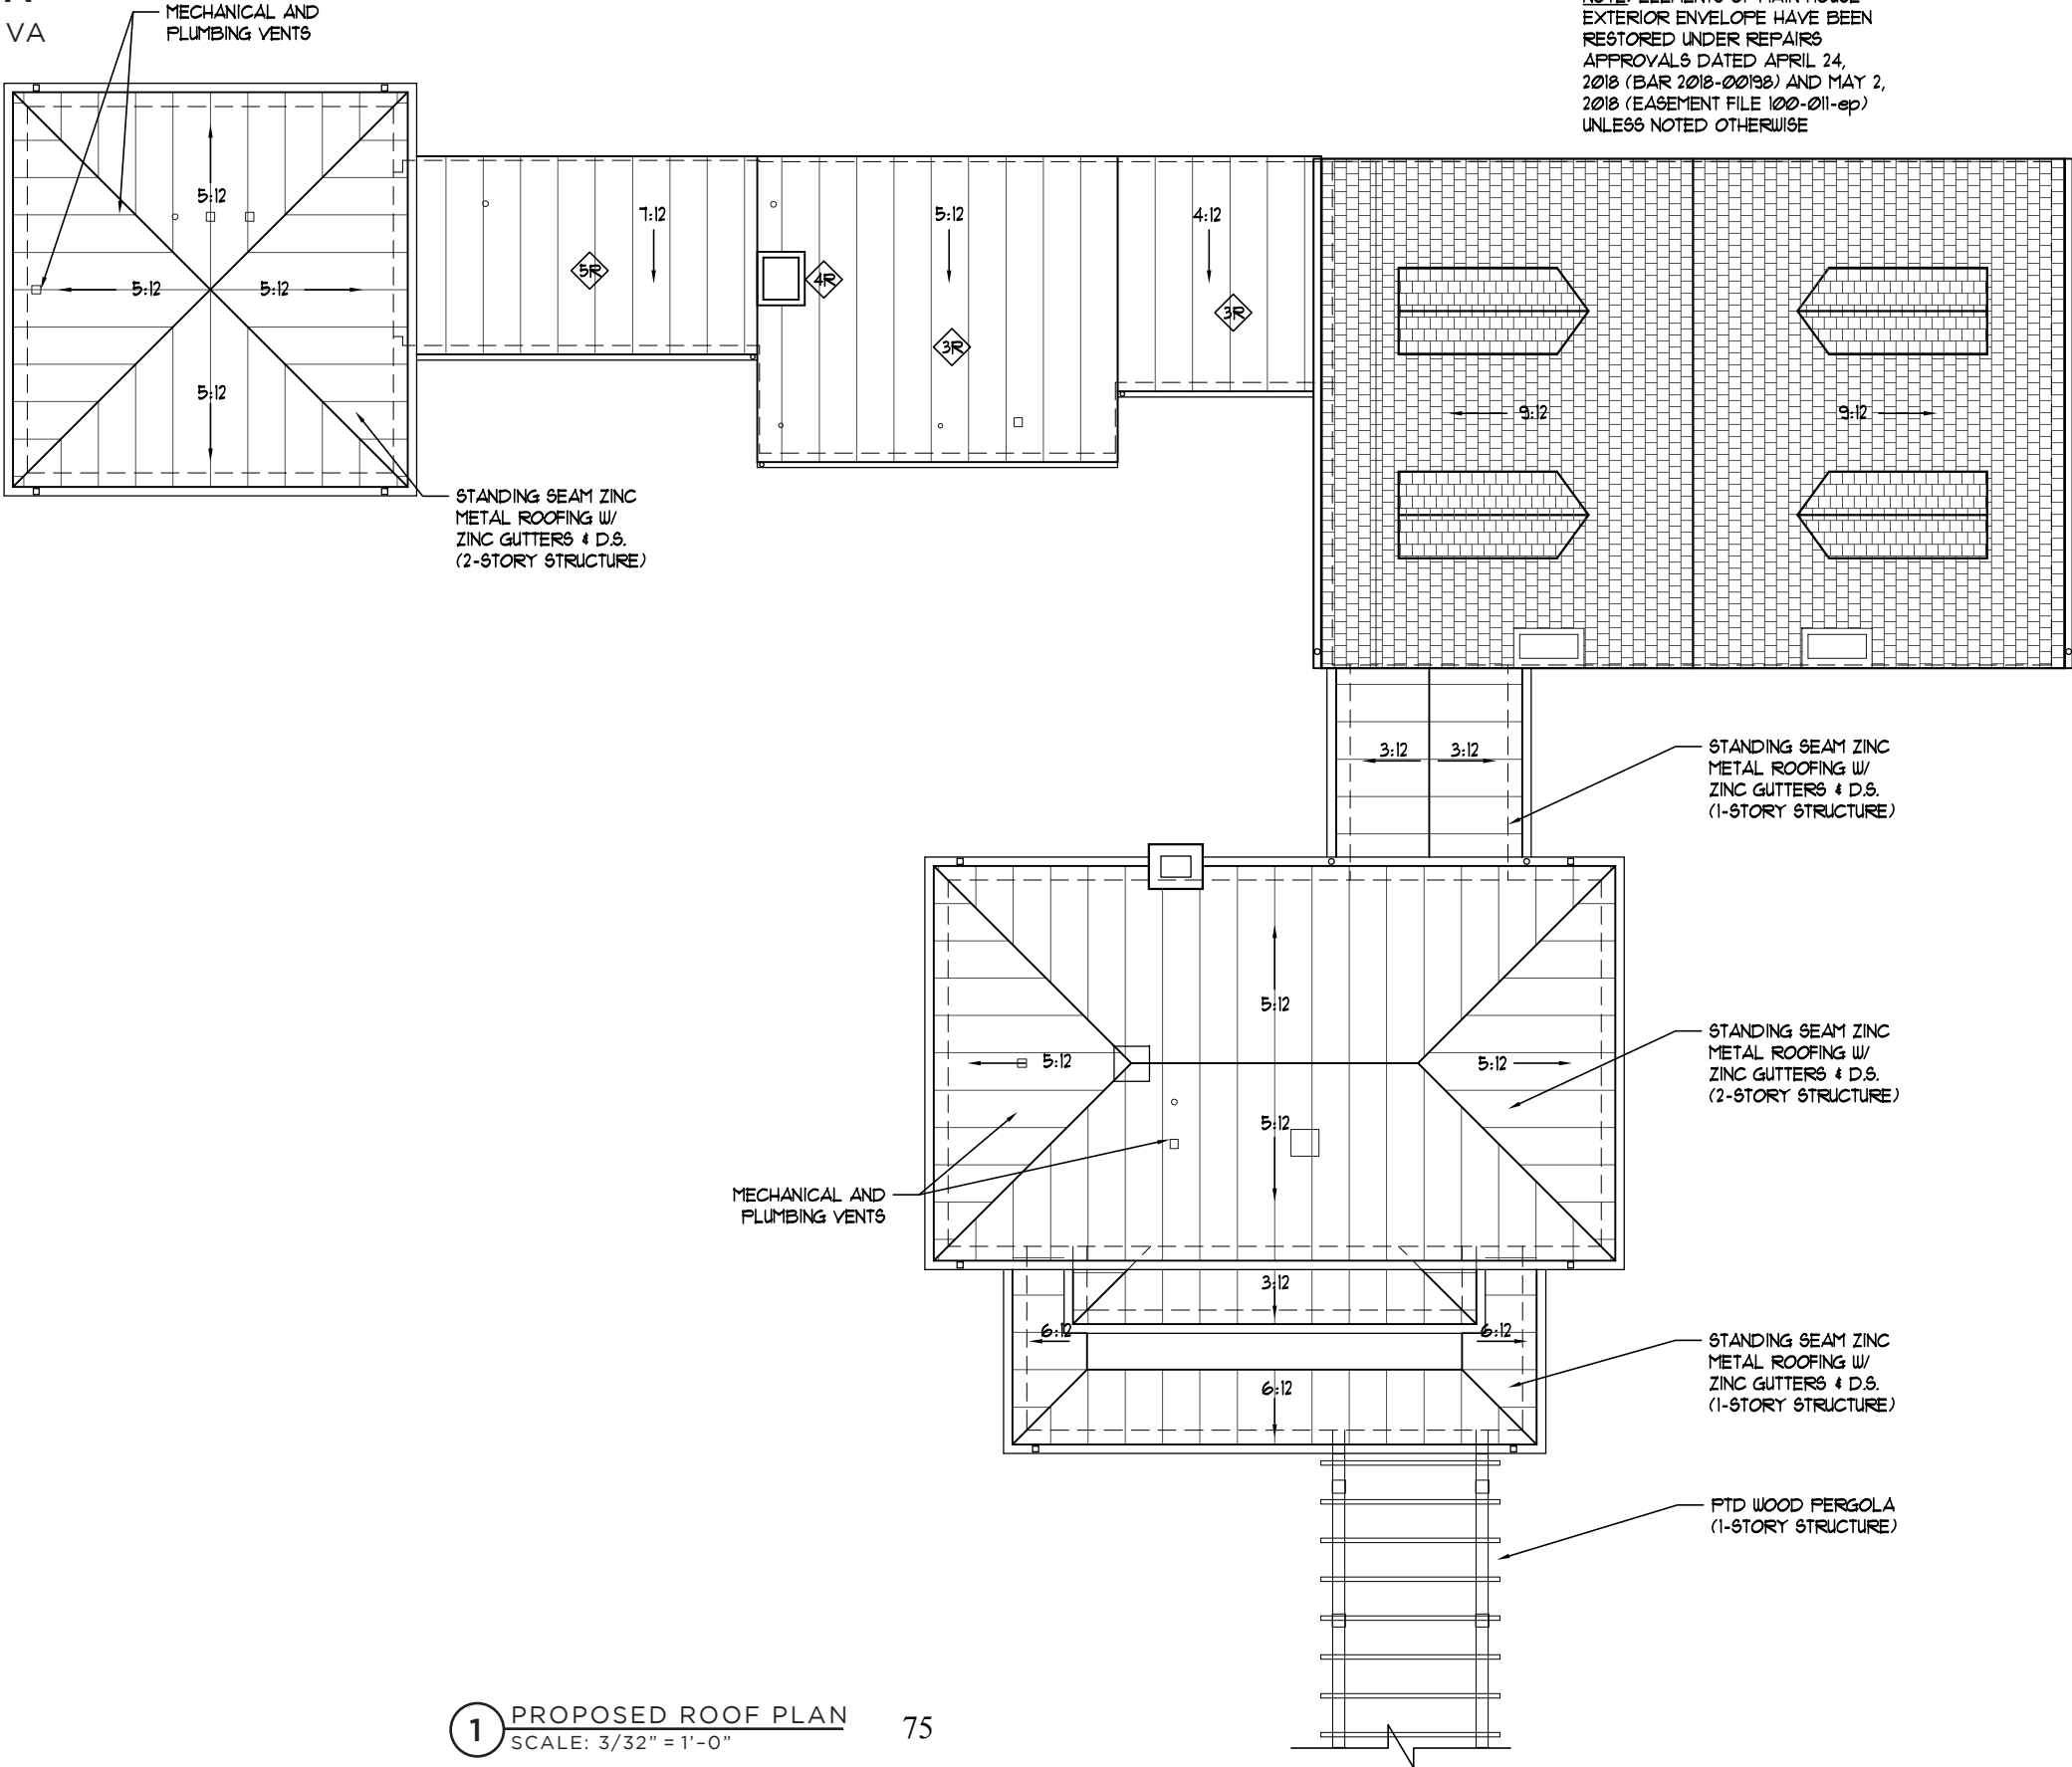 VA
MECHANICAL AND
PLUMBING VENTS
NOTE: ELEMENTS OF MAIN HOUSE
EXTERIOR ENVELOPE HAVE BEEN
RESTORED UNDER REPAIRS
APPROVALS DATED APRIL 24,
2018 (BAR 2018-00198) AND MAY 2,
2018 (EASEMENT FILE 100-011-ep)
UNLESS NOTED OTHERWISE
5:12
5:12
5:12
5:12
7:12
5R
4R
5:12
3R
4:12
3R
9:12
9:12
STANDING SEAM ZINC
METAL ROOFING W/
ZINC GUTTERS & D.S.
(2-STORY STRUCTURE)
3:12
3:12
STANDING SEAM ZINC
METAL ROOFING W/
ZINC GUTTERS & D.S.
(1-STORY STRUCTURE)
5:12
5:12
5:12
5:12
STANDING SEAM ZINC
METAL ROOFING W/
ZINC GUTTERS & D.S.
(2-STORY STRUCTURE)
MECHANICAL AND
PLUMBING VENTS
3:12
6:12
6:12
6:12
STANDING SEAM ZINC
METAL ROOFING W/
ZINC GUTTERS & D.S.
(1-STORY STRUCTURE)
PTD WOOD PERGOLA
(1-STORY STRUCTURE)
1
PROPOSED ROOF PLAN
SCALE: 3/32" = 1'-0"
75